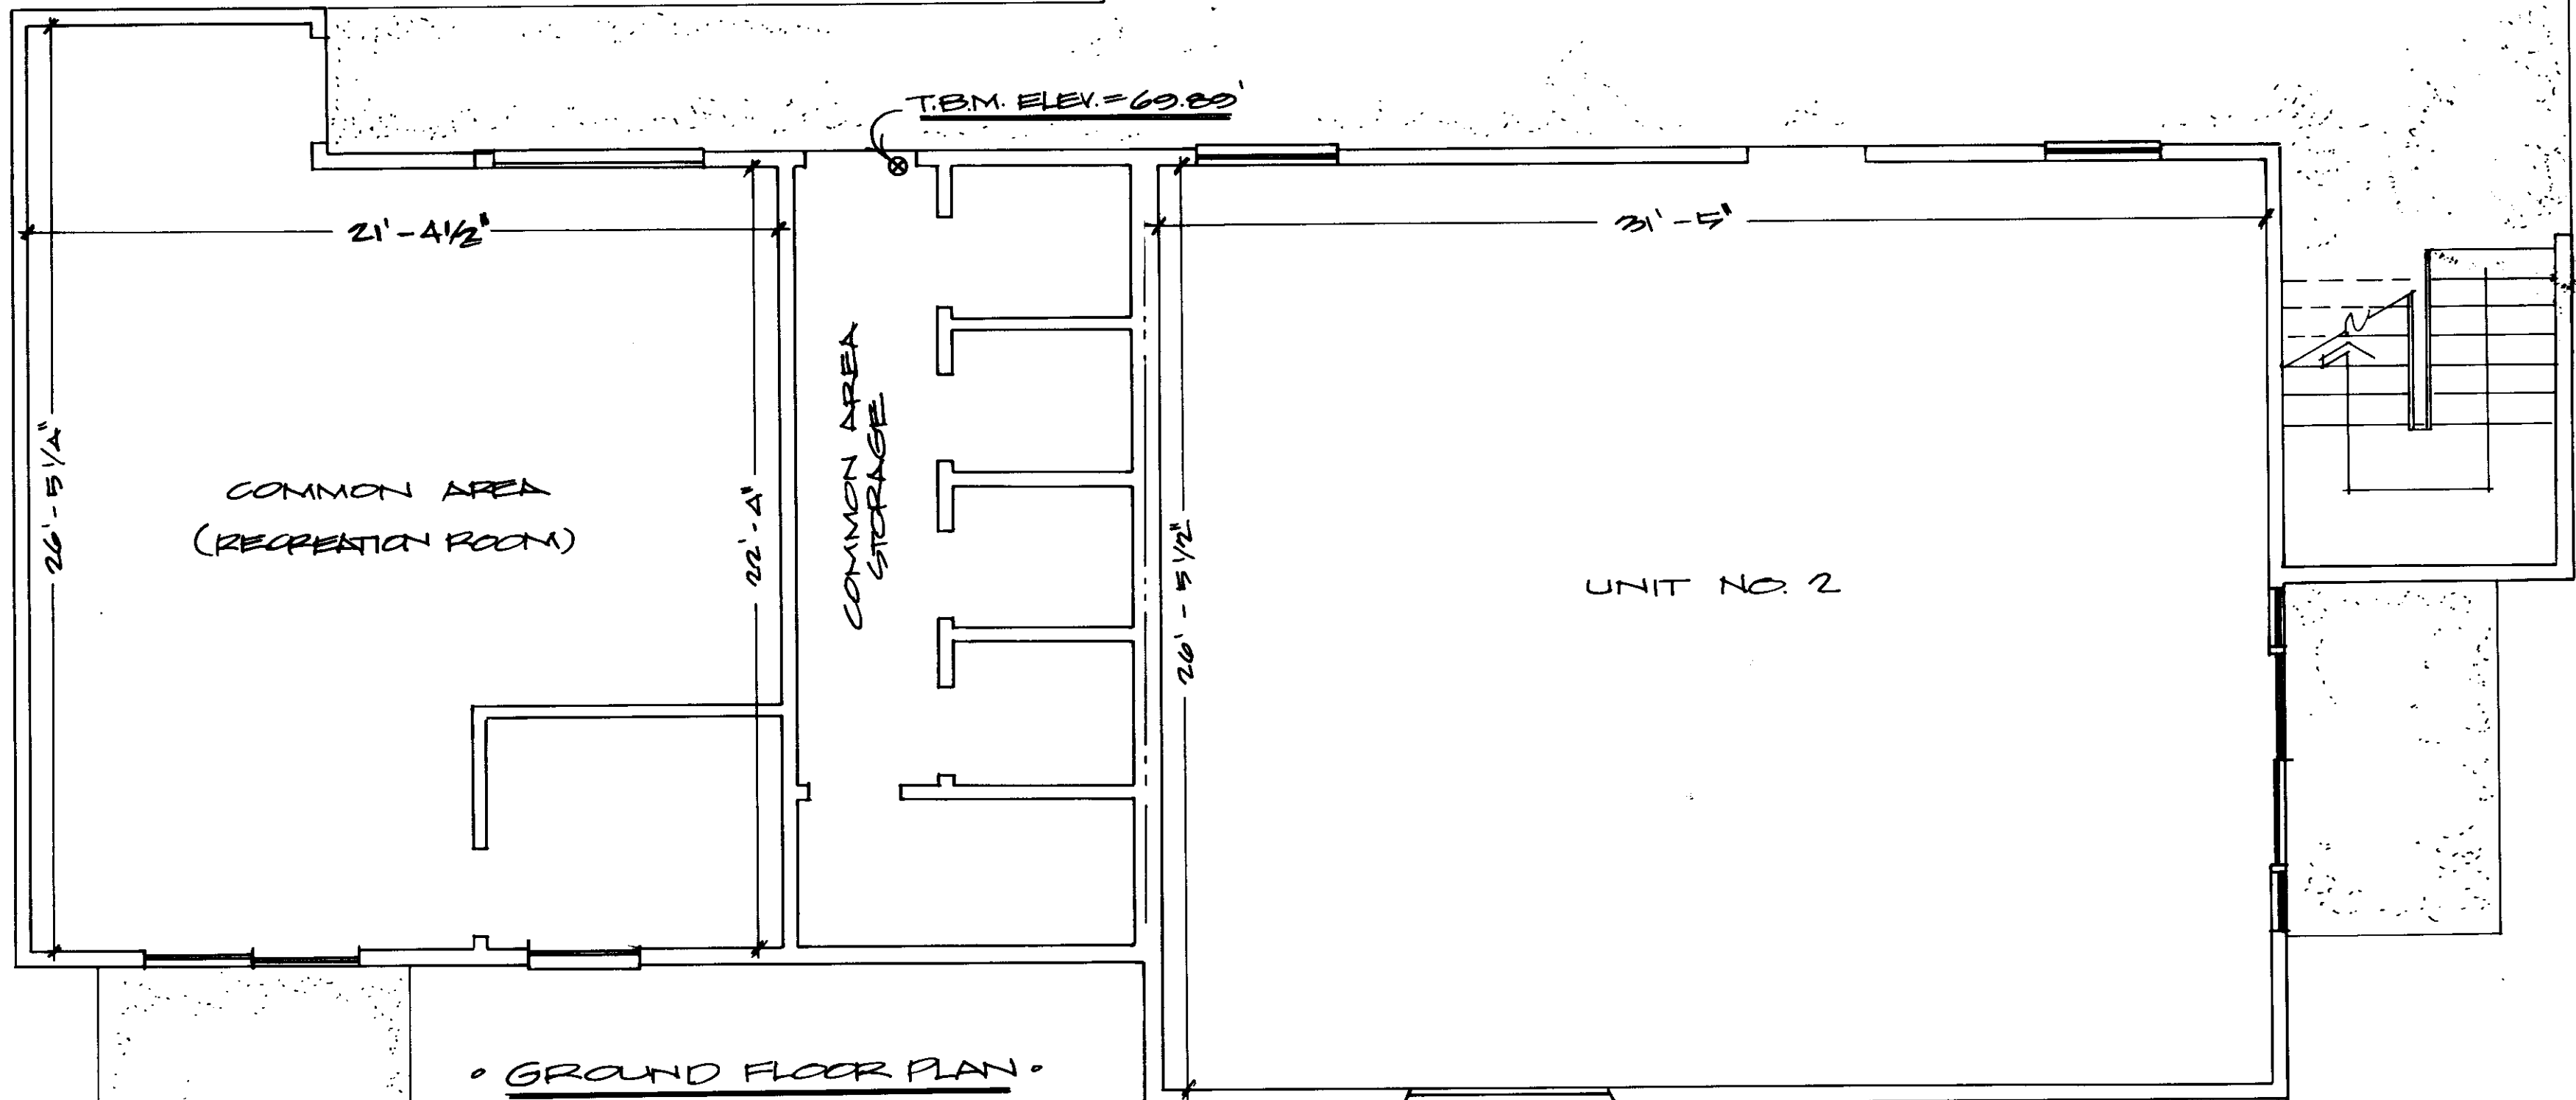 T.B.M. ELEV.=69.89'
21'-4 1/2"
31'-5"
26'-5 1/4"
COMMON AREA
(RECREATION ROOM)
22'-4"
COMMON AREA
STORAGE
26'-5 1/2"
UNIT NO. 2
• GROUND FLOOR PLAN •